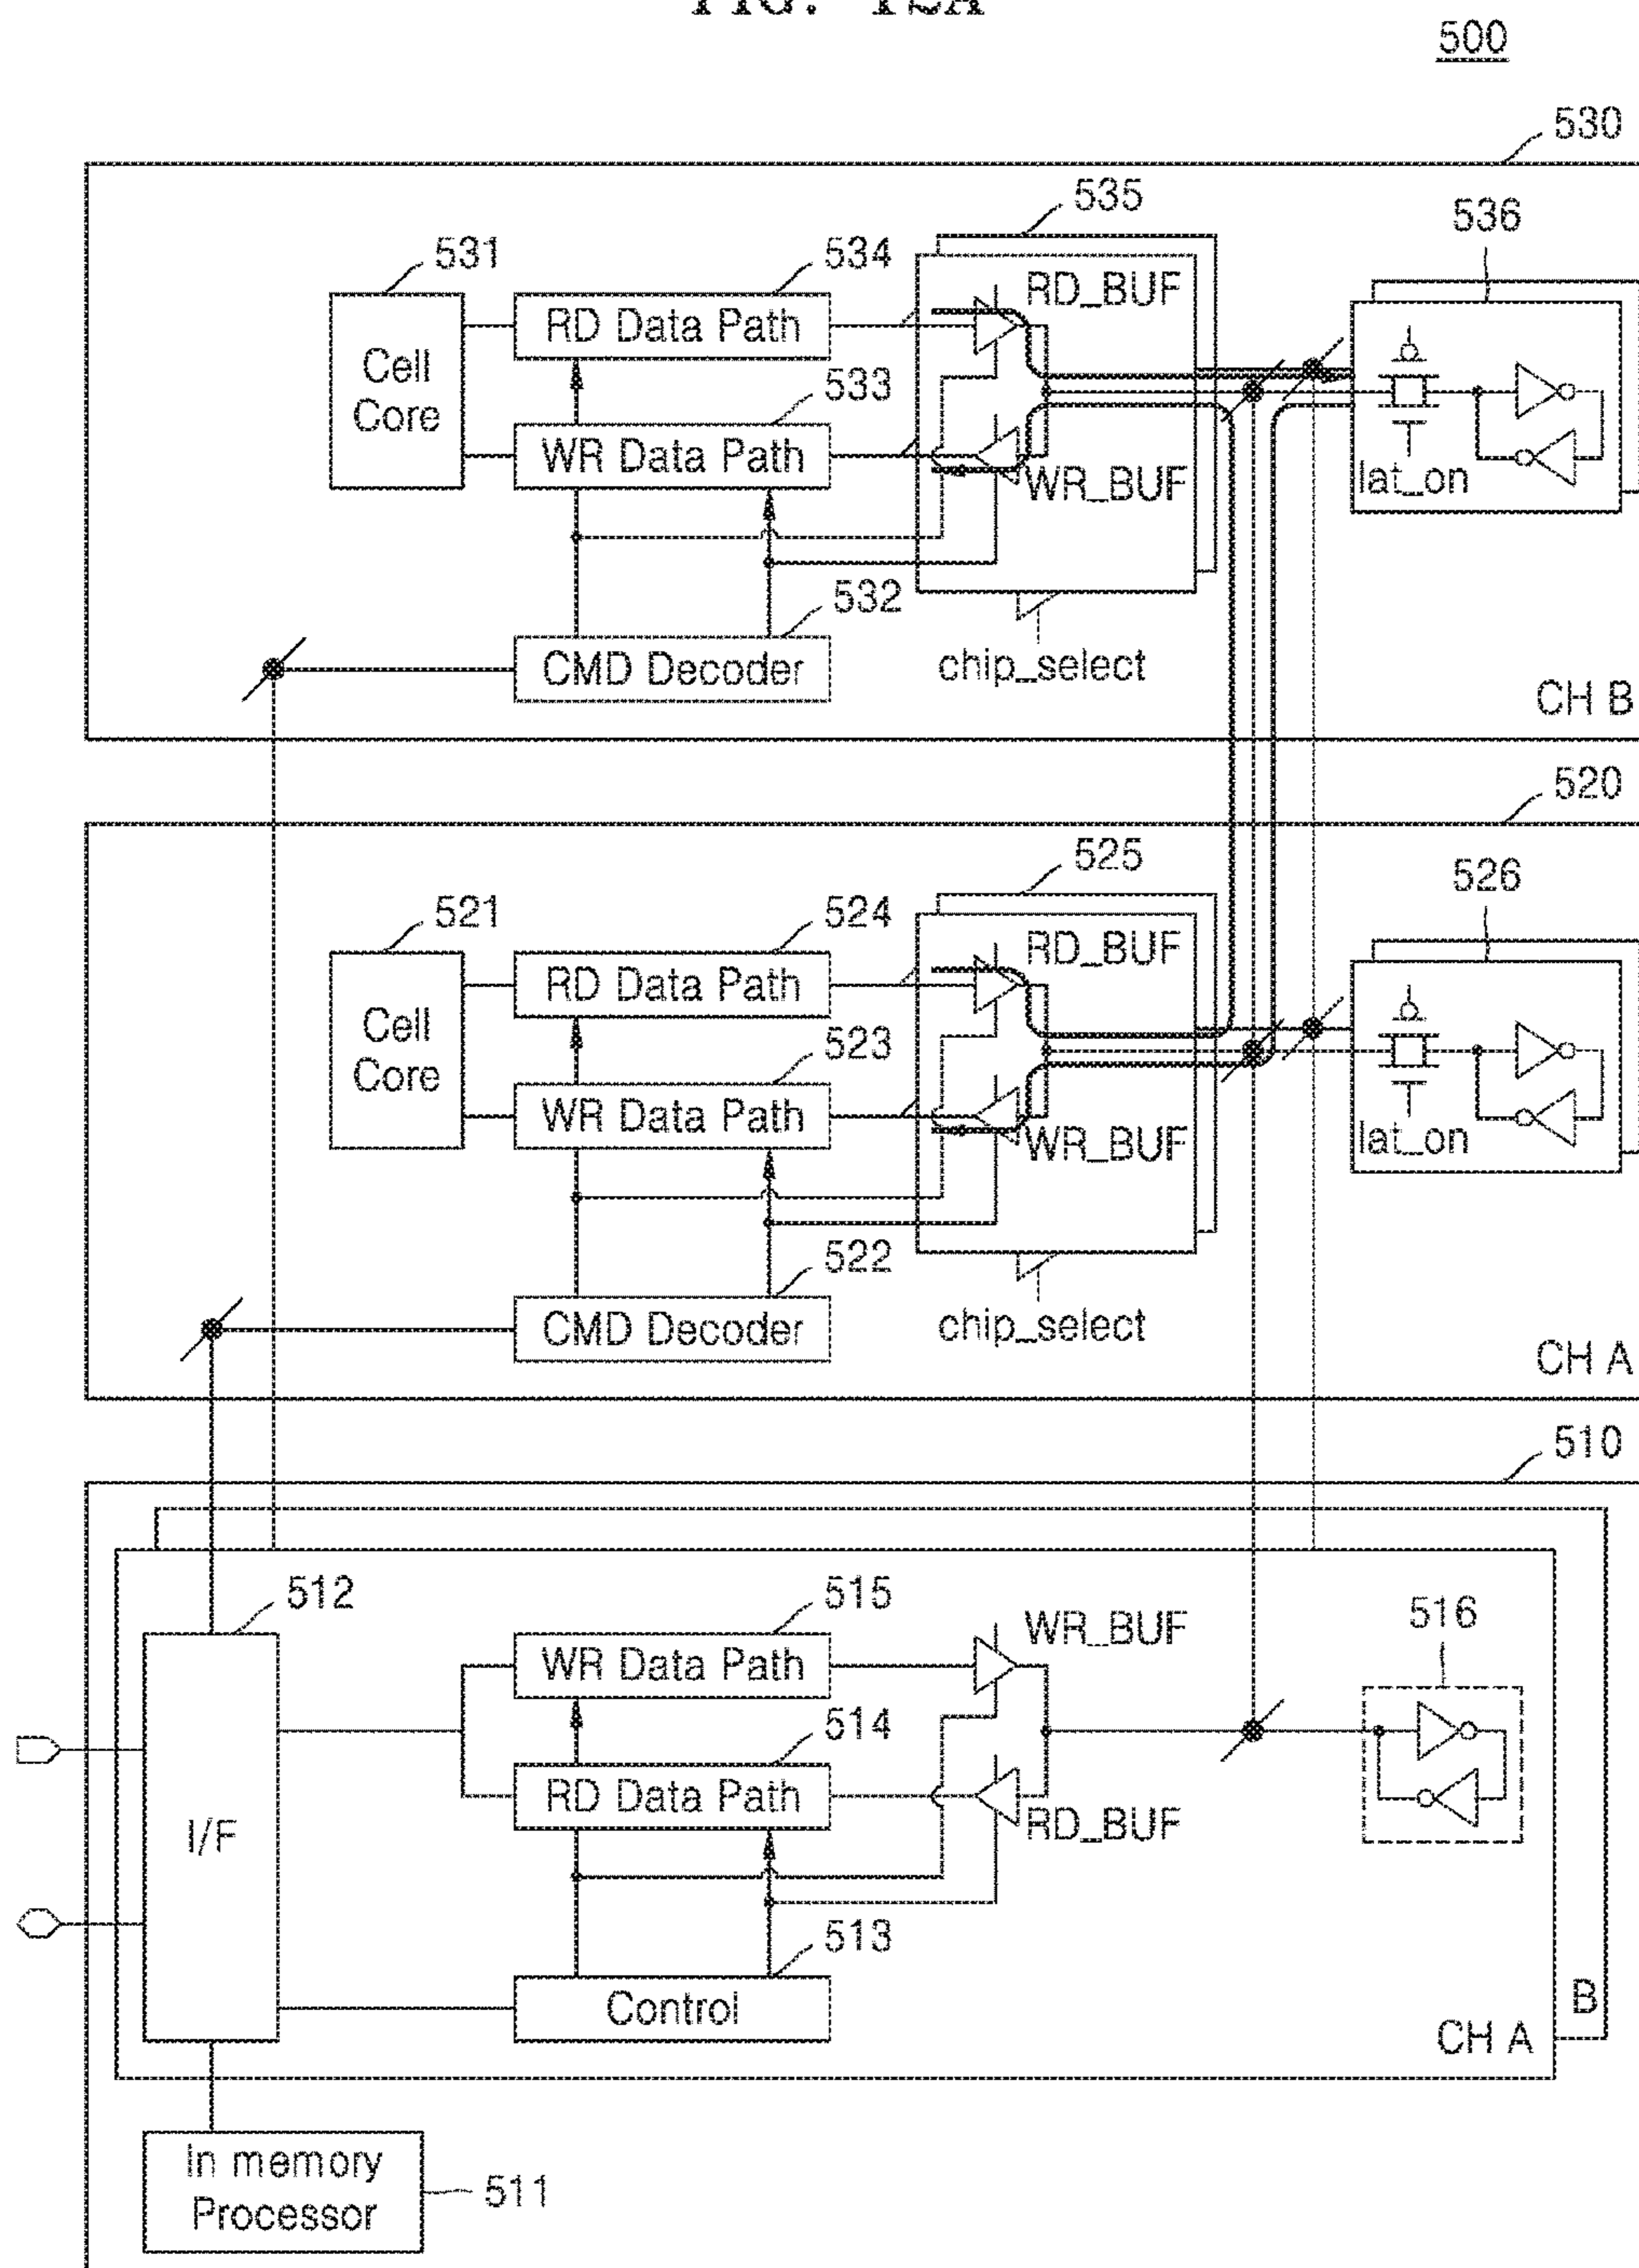 FIG. 12A
500
530
535
536
531
534
RD_BUF
RD Data Path
Cell
Core
533
WR Data Path
WR_BUF
lat_on
532
CMD Decoder
chip_select
CH B
520
525
526
521
524
RD_BUF
RD Data Path
Cell
Core
523
WR Data Path
WR_BUF
lat_on
522
CMD Decoder
chip_select
CH A
510
512
515
WR_BUF
516
WR Data Path
514
RD Data Path
RD_BUF
I/F
513
Control
B
CH A
In memory
Processor
511